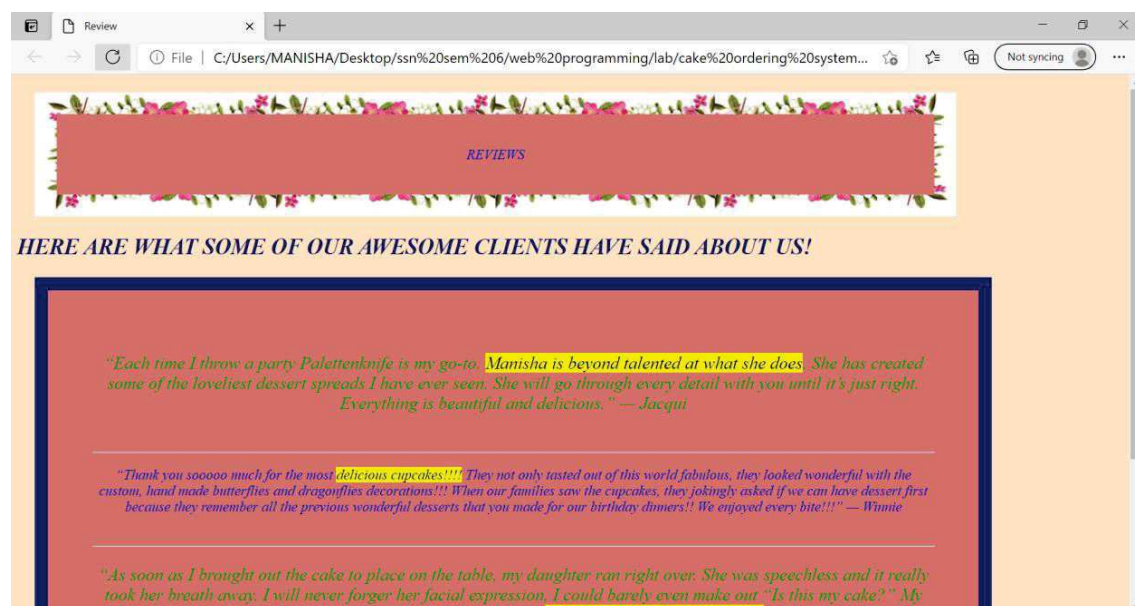 Review
File | C:/Users/MANISHA/Desktop/ssn%20sem%206/web%20programming/lab/cake%20ordering%20system...
Not syncing
REVIEWS
HERE ARE WHAT SOME OF OUR AWESOME CLIENTS HAVE SAID ABOUT US!
“Each time I throw a party Palettenknife is my go-to. Manisha is beyond talented at what she does. She has created
some of the loveliest dessert spreads I have ever seen. She will go through every detail with you until it’s just right.
Everything is beautiful and delicious.” — Jacqui
“Thank you sooooo much for the most delicious cupcakes!!!! They not only tasted out of this world fabulous, they looked wonderful with the
custom, hand made butterflies and dragonflies decorations!!! When our families saw the cupcakes, they jokingly asked if we can have dessert first
because they remember all the previous wonderful desserts that you made for our birthday dinners!! We enjoyed every bite!!!” — Winnie
“As soon as I brought out the cake to place on the table, my daughter ran right over. She was speechless and it really
took her breath away. I will never forger her facial expression, I could barely even make out “Is this my cake?” My